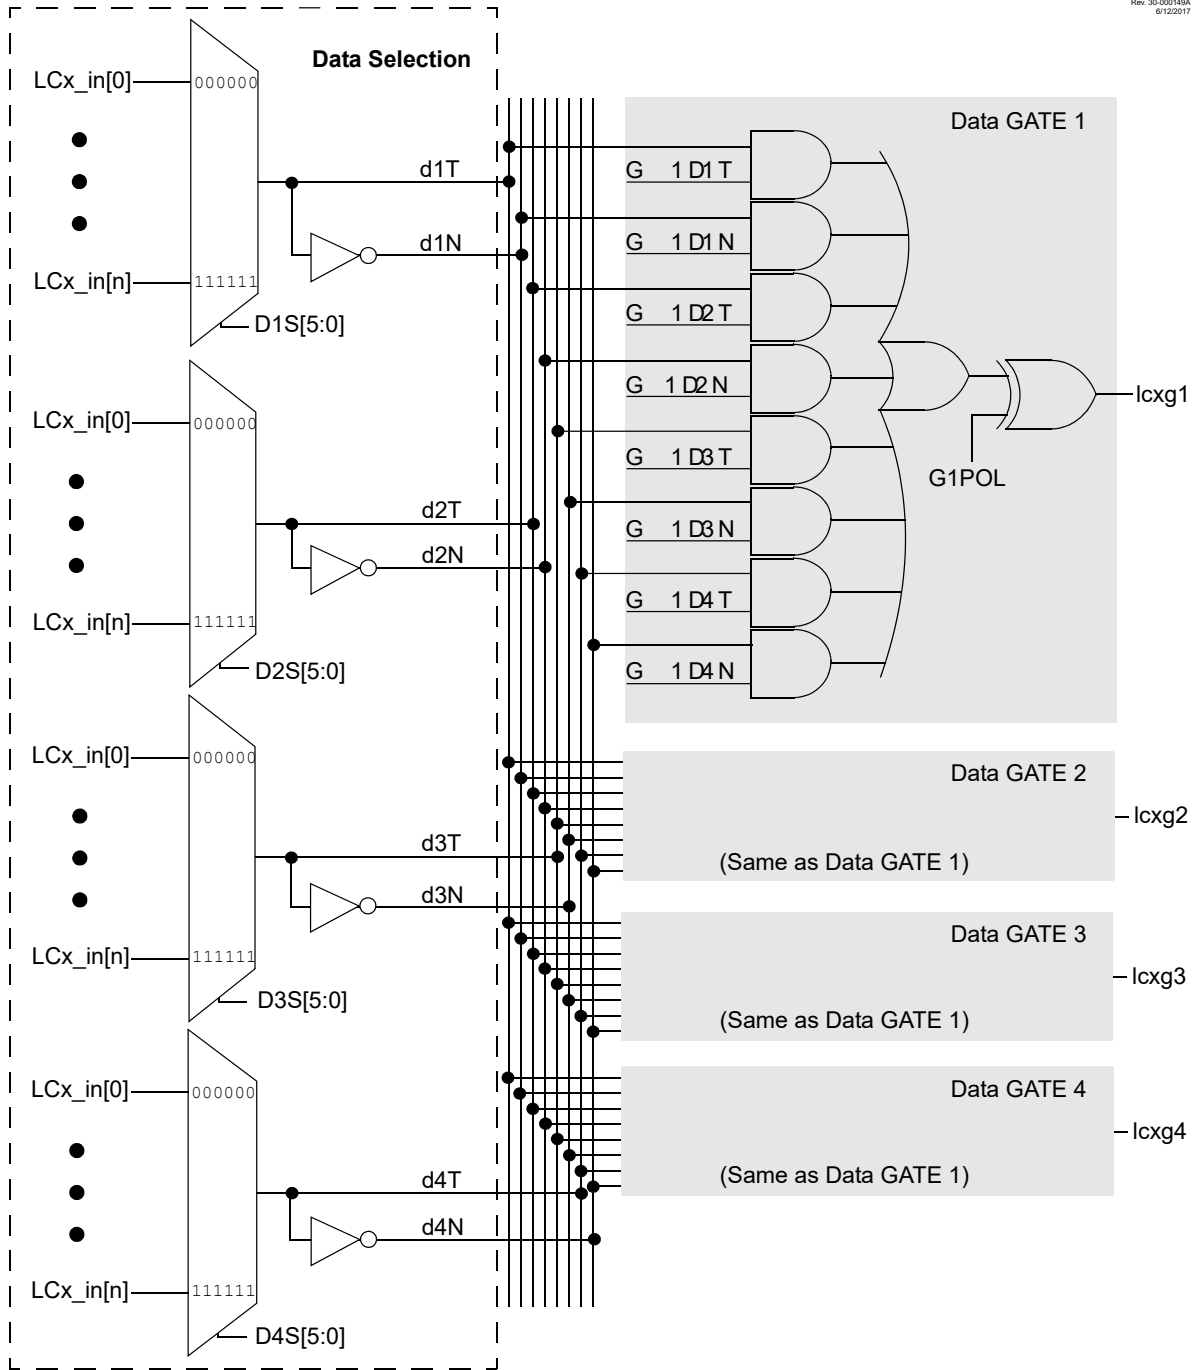 Rev. 30-000149A
6/12/2017
Data Selection
LCx_in[0]
000000
d1T
d1N
LCx_in[n]
111111
D1S[5:0]
LCx_in[0]
000000
d2T
d2N
LCx_in[n]
111111
D2S[5:0]
LCx_in[0]
000000
d3T
d3N
LCx_in[n]
111111
D3S[5:0]
LCx_in[0]
000000
d4T
d4N
LCx_in[n]
111111
D4S[5:0]
Data GATE 1
G 1 D1 T
G 1 D1 N
G 1 D2 T
G 1 D2 N
G 1 D3 T
G 1 D3 N
G 1 D4 T
G 1 D4 N
G1POL
lcxg1
Data GATE 2
(Same as Data GATE 1)
lcxg2
Data GATE 3
(Same as Data GATE 1)
lcxg3
Data GATE 4
(Same as Data GATE 1)
lcxg4